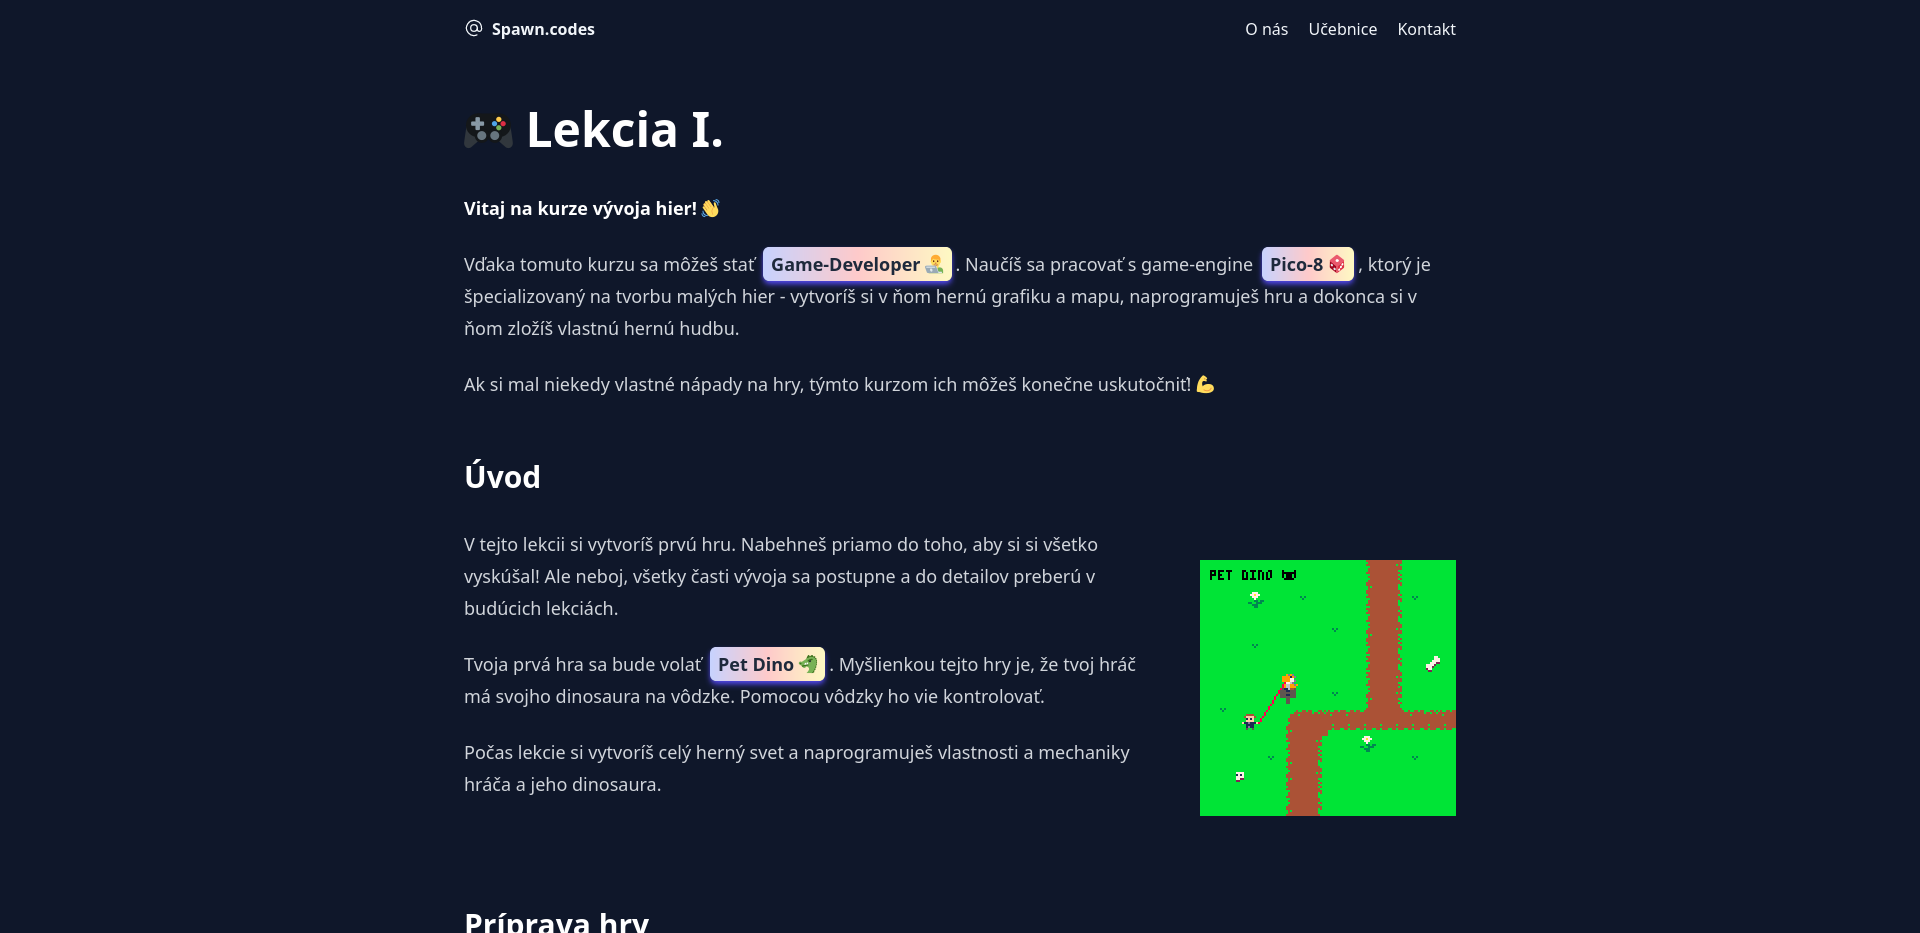 Spawn.codes
O nás Učebnice Kontakt
🎮 Lekcia I.
Vitaj na kurze vývoja hier! 👋
Vďaka tomuto kurzu sa môžeš stať Game-Developer 👨‍💻. Naučíš sa pracovať s game-engine Pico-8 🎲, ktorý je
špecializovaný na tvorbu malých hier - vytvoríš si v ňom hernú grafiku a mapu, naprogramuješ hru a dokonca si v
ňom zložíš vlastnú hernú hudbu.
Ak si mal niekedy vlastné nápady na hry, týmto kurzom ich môžeš konečne uskutočniť! 💪
Úvod
V tejto lekcii si vytvoríš prvú hru. Nabehneš priamo do toho, aby si si všetko
vyskúšal! Ale neboj, všetky časti vývoja sa postupne a do detailov preberú v
budúcich lekciách.
Tvoja prvá hra sa bude volať Pet Dino 🐲. Myšlienkou tejto hry je, že tvoj hráč
má svojho dinosaura na vôdzke. Pomocou vôdzky ho vie kontrolovať.
Počas lekcie si vytvoríš celý herný svet a naprogramuješ vlastnosti a mechaniky
hráča a jeho dinosaura.
PET DINO
Príprava hry